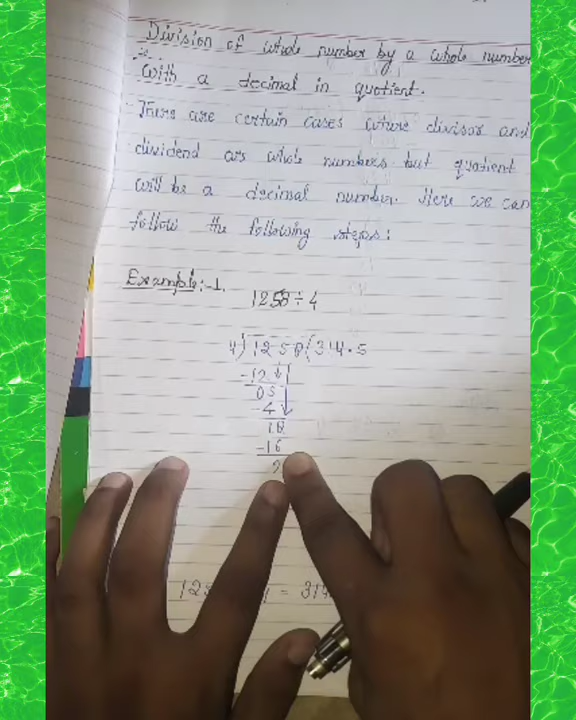 Division of whole number by a whole number
with a decimal in quotient.
There are certain cases where divisor and
dividend are whole numbers but quotient
will be a decimal number. Here we can
follow the following steps:
Example:-1.
1258÷4
4)1258(314.5
-12
05
-4
18
-16
2
= 31